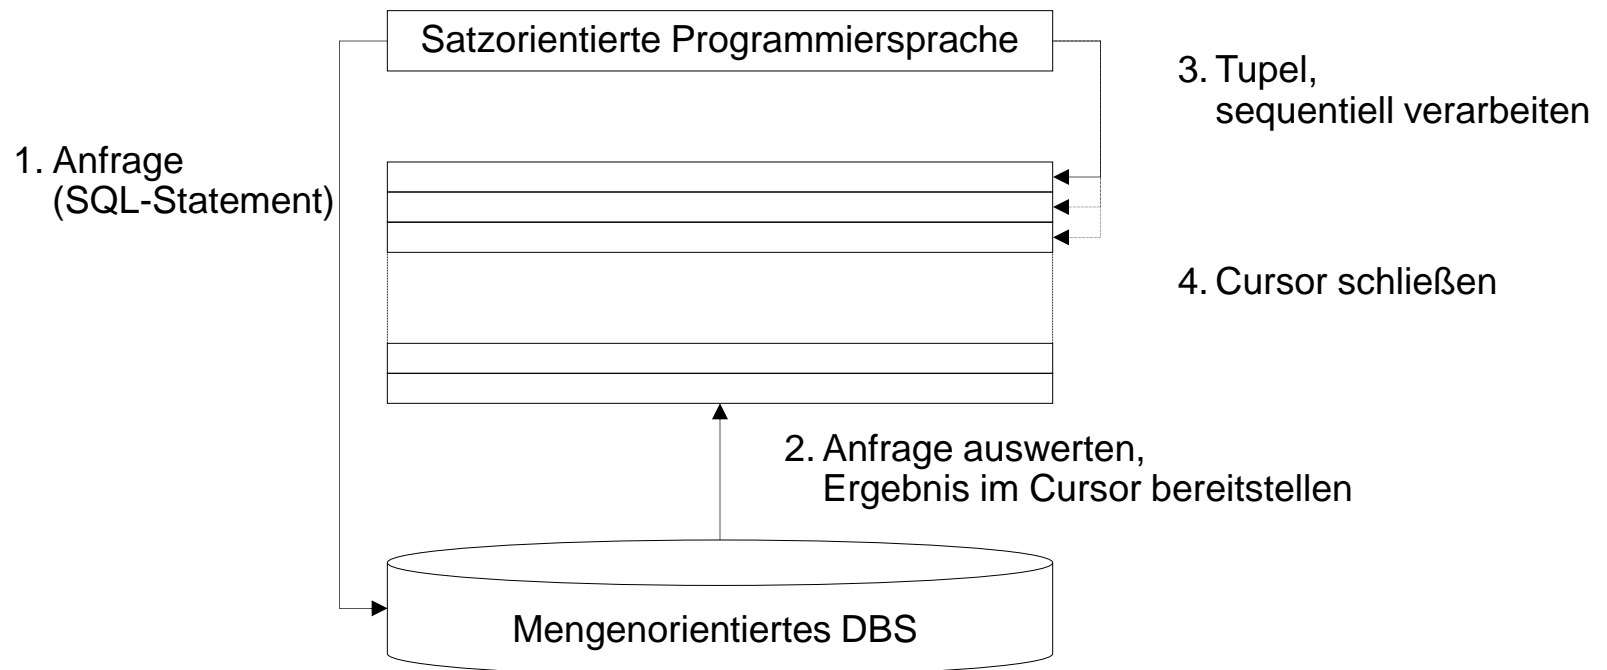 Satzorientierte Programmiersprache
3. Tupel,
sequentiell verarbeiten
1. Anfrage
(SQL-Statement)
4. Cursor schließen
2. Anfrage auswerten,
Ergebnis im Cursor bereitstellen
Mengenorientiertes DBS